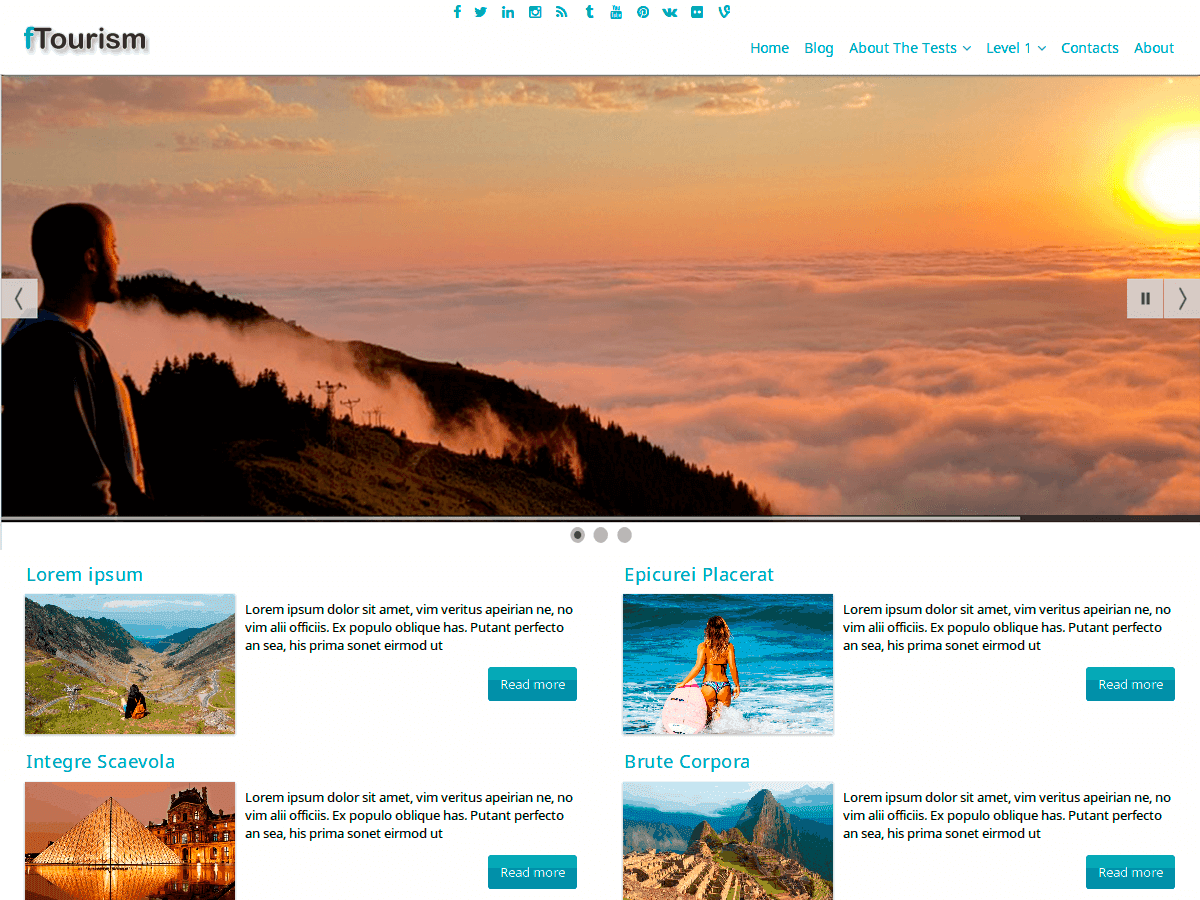 fTourism
Home Blog About The Tests Level 1 Contacts About
Lorem ipsum
Lorem ipsum dolor sit amet, vim veritus apeirian ne, no
vim alii officiis. Ex populo oblique has. Putant perfecto
an sea, his prima sonet eirmod ut
Read more
Epicurei Placerat
Lorem ipsum dolor sit amet, vim veritus apeirian ne, no
vim alii officiis. Ex populo oblique has. Putant perfecto
an sea, his prima sonet eirmod ut
Read more
Integre Scaevola
Lorem ipsum dolor sit amet, vim veritus apeirian ne, no
vim alii officiis. Ex populo oblique has. Putant perfecto
an sea, his prima sonet eirmod ut
Read more
Brute Corpora
Lorem ipsum dolor sit amet, vim veritus apeirian ne, no
vim alii officiis. Ex populo oblique has. Putant perfecto
an sea, his prima sonet eirmod ut
Read more